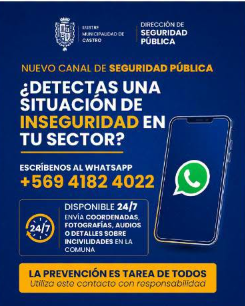 ILUSTRE
MUNICIPALIDAD DE
CASTRO
DIRECCIÓN DE
SEGURIDAD
PÚBLICA
NUEVO CANAL DE SEGURIDAD PÚBLICA
¿DETECTAS UNA
SITUACIÓN DE
INSEGURIDAD EN
TU SECTOR?
ESCRÍBENOS AL WHATSAPP
+569 4182 4022
24/7
DISPONIBLE 24/7
ENVÍA COORDENADAS,
FOTOGRAFÍAS, AUDIOS
O DETALLES SOBRE
INCIVILIDADES EN LA
COMUNA
LA PREVENCIÓN ES TAREA DE TODOS
Utiliza este contacto con responsabilidad